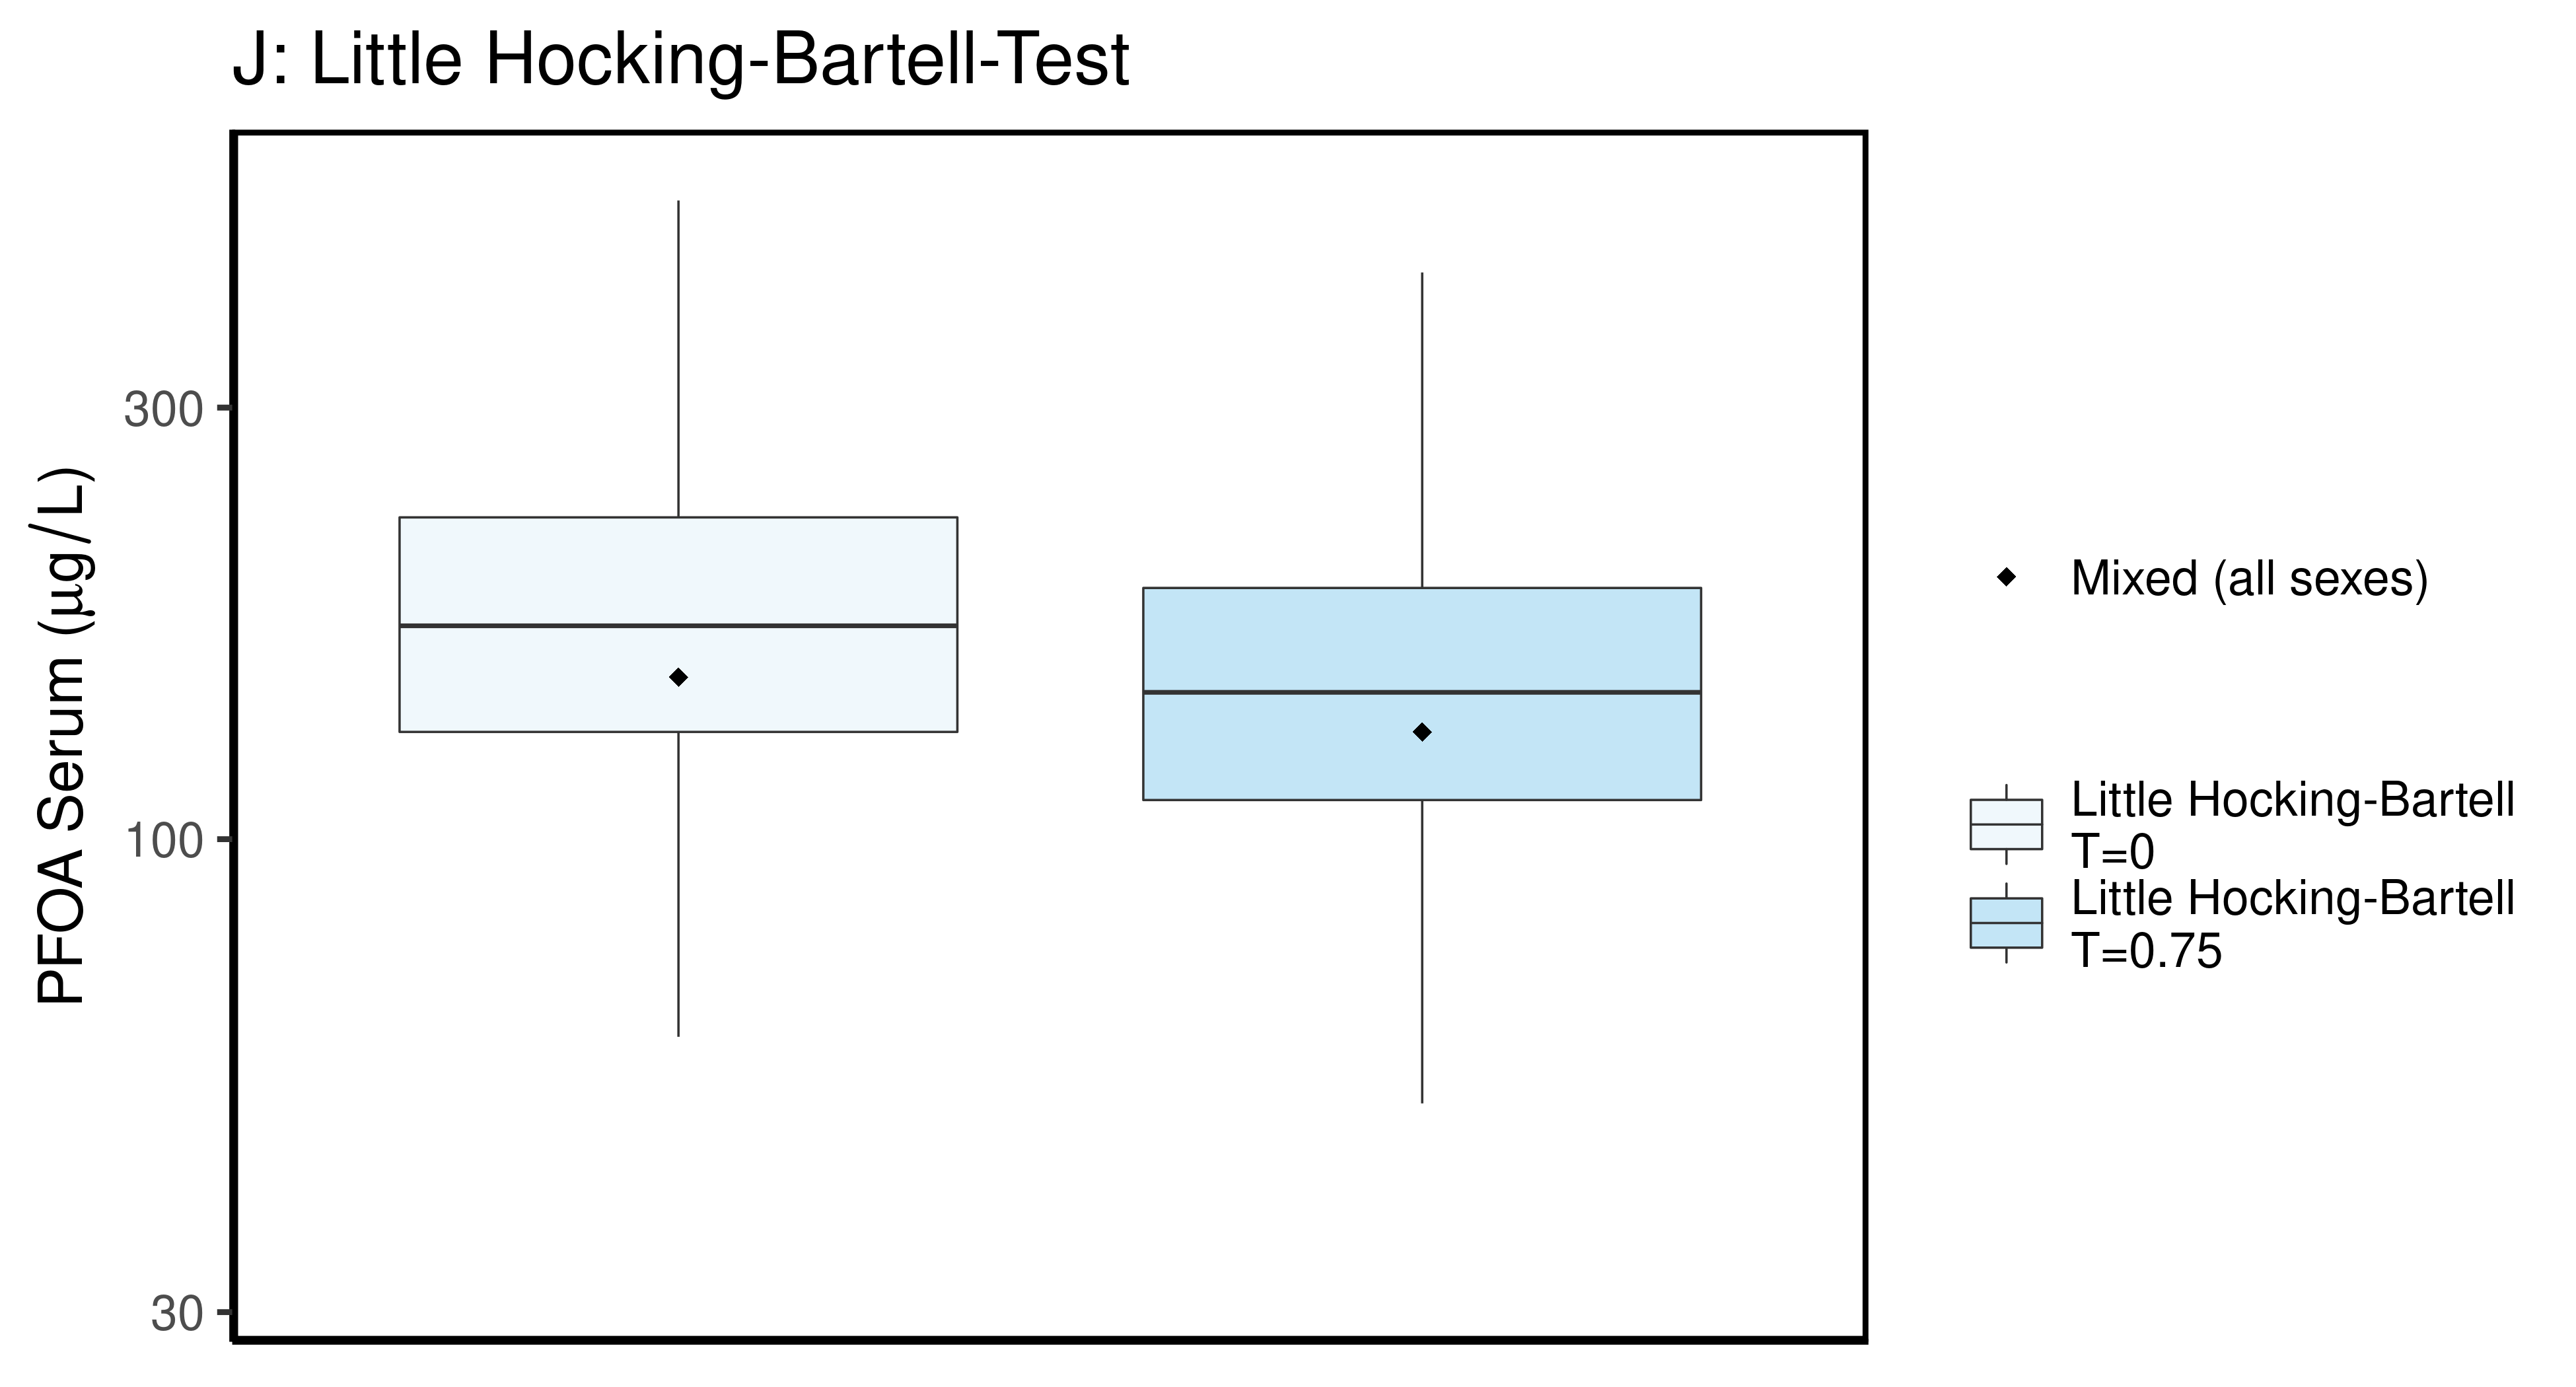 J: Little Hocking-Bartell-Test
PFOA Serum (μg/L)
300
100
30
Mixed (all sexes)
Little Hocking-Bartell
T=0
Little Hocking-Bartell
T=0.75